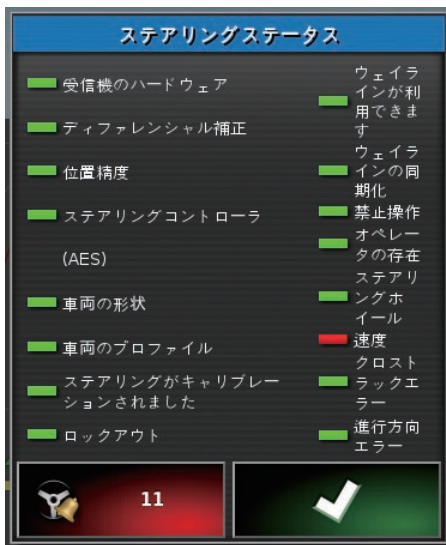 ステアリングステータス
受信機のハードウェア
ディファレンシャル補正
位置精度
ステアリングコントローラ
(AES)
車両の形状
車両のプロファイル
ステアリングがキャリブレー
ションされました
ロックアウト
ウェイラ
インが利
用できま
す
ウェイラ
インの同
期化
禁止操作
オペレー
タの存在
ステアリ
ングホ
イール
速度
クロスト
ラックエ
ラー
進行方向
エラー
11